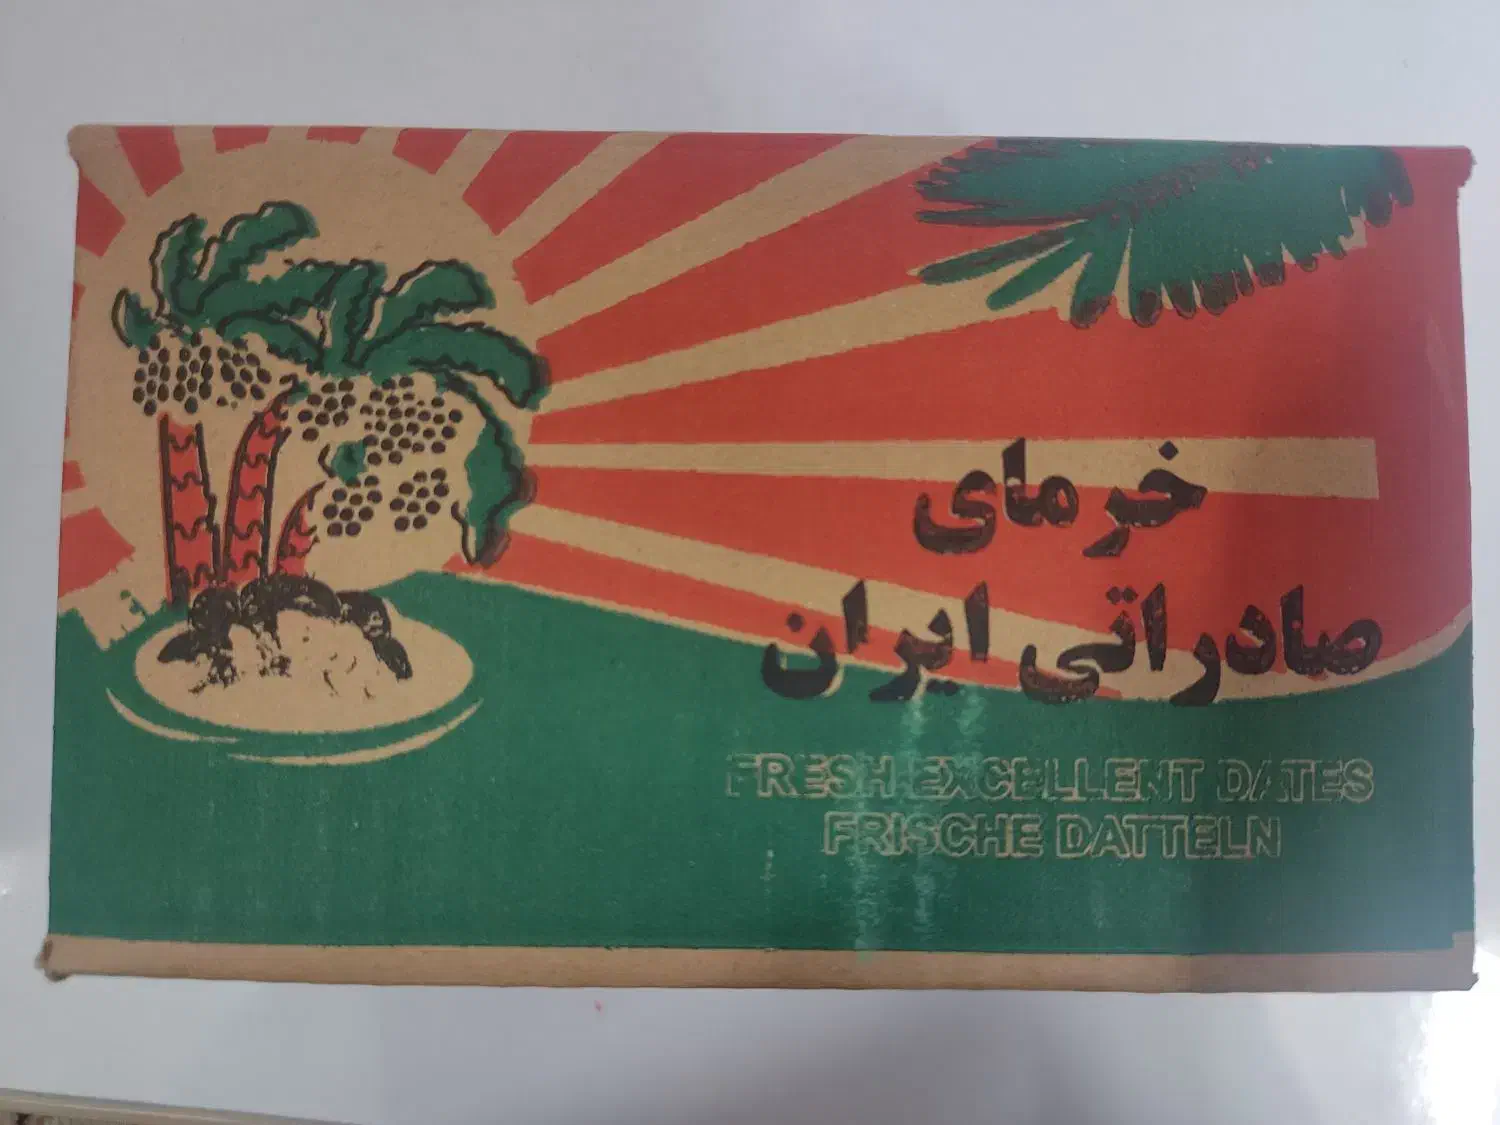 خرمای
صادراتی ایران
FRESH EXCELLENT DATES
FRISCHE DATTELN